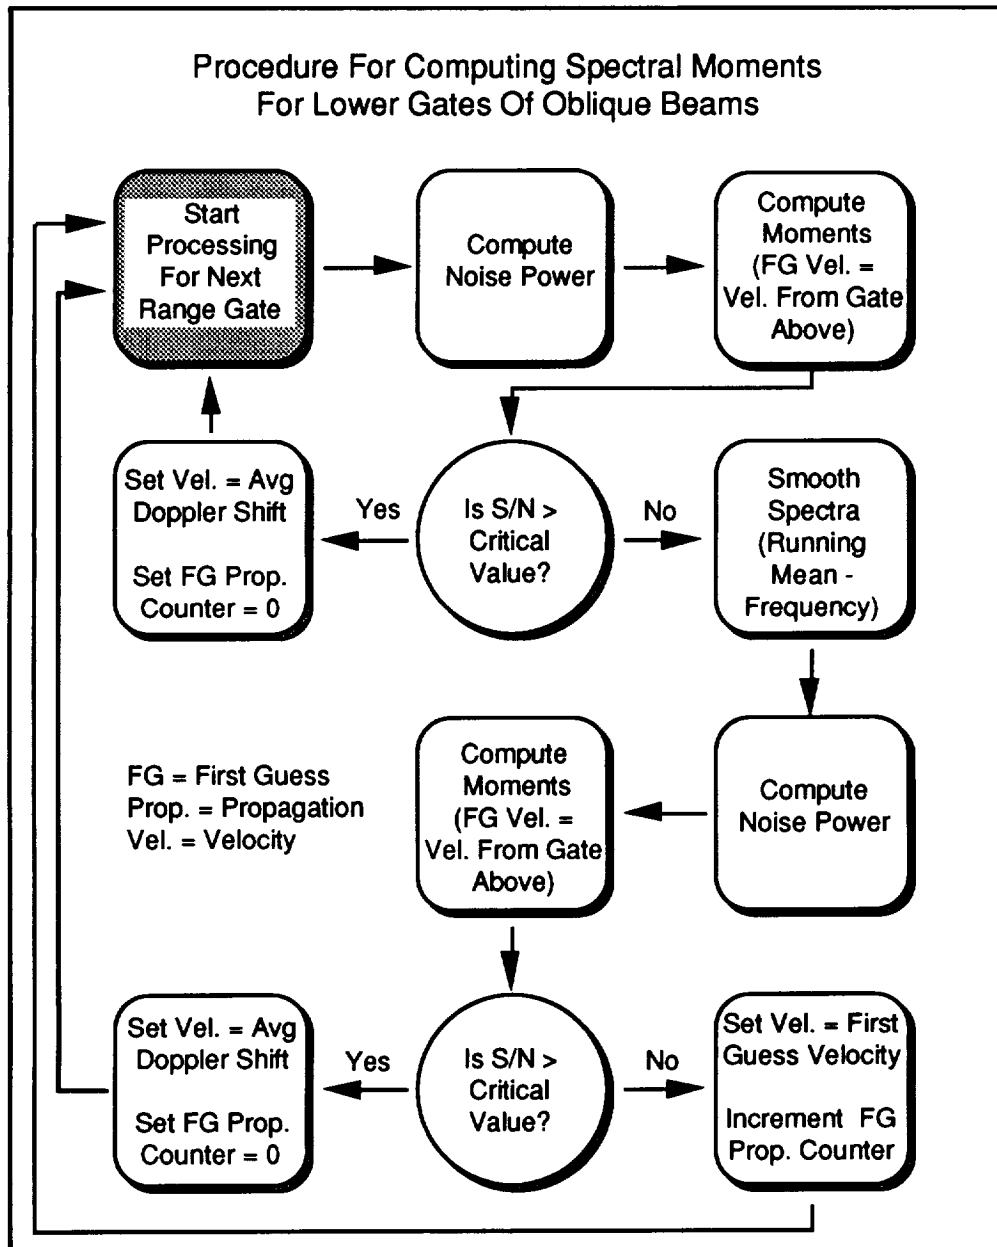 Procedure For Computing Spectral Moments
For Lower Gates Of Oblique Beams
Start
Processing
For Next
Range Gate
Compute
Noise Power
Compute
Moments
(FG Vel. =
Vel. From Gate
Above)
Is S/N >
Critical
Value?
Yes
No
Set Vel. = Avg
Doppler Shift
Set FG Prop.
Counter = 0
Smooth
Spectra
(Running
Mean -
Frequency)
Compute
Noise Power
Compute
Moments
(FG Vel. =
Vel. From Gate
Above)
FG = First Guess
Prop. = Propagation
Vel. = Velocity
Is S/N >
Critical
Value?
Yes
No
Set Vel. = Avg
Doppler Shift
Set FG Prop.
Counter = 0
Set Vel. = First
Guess Velocity
Increment FG
Prop. Counter